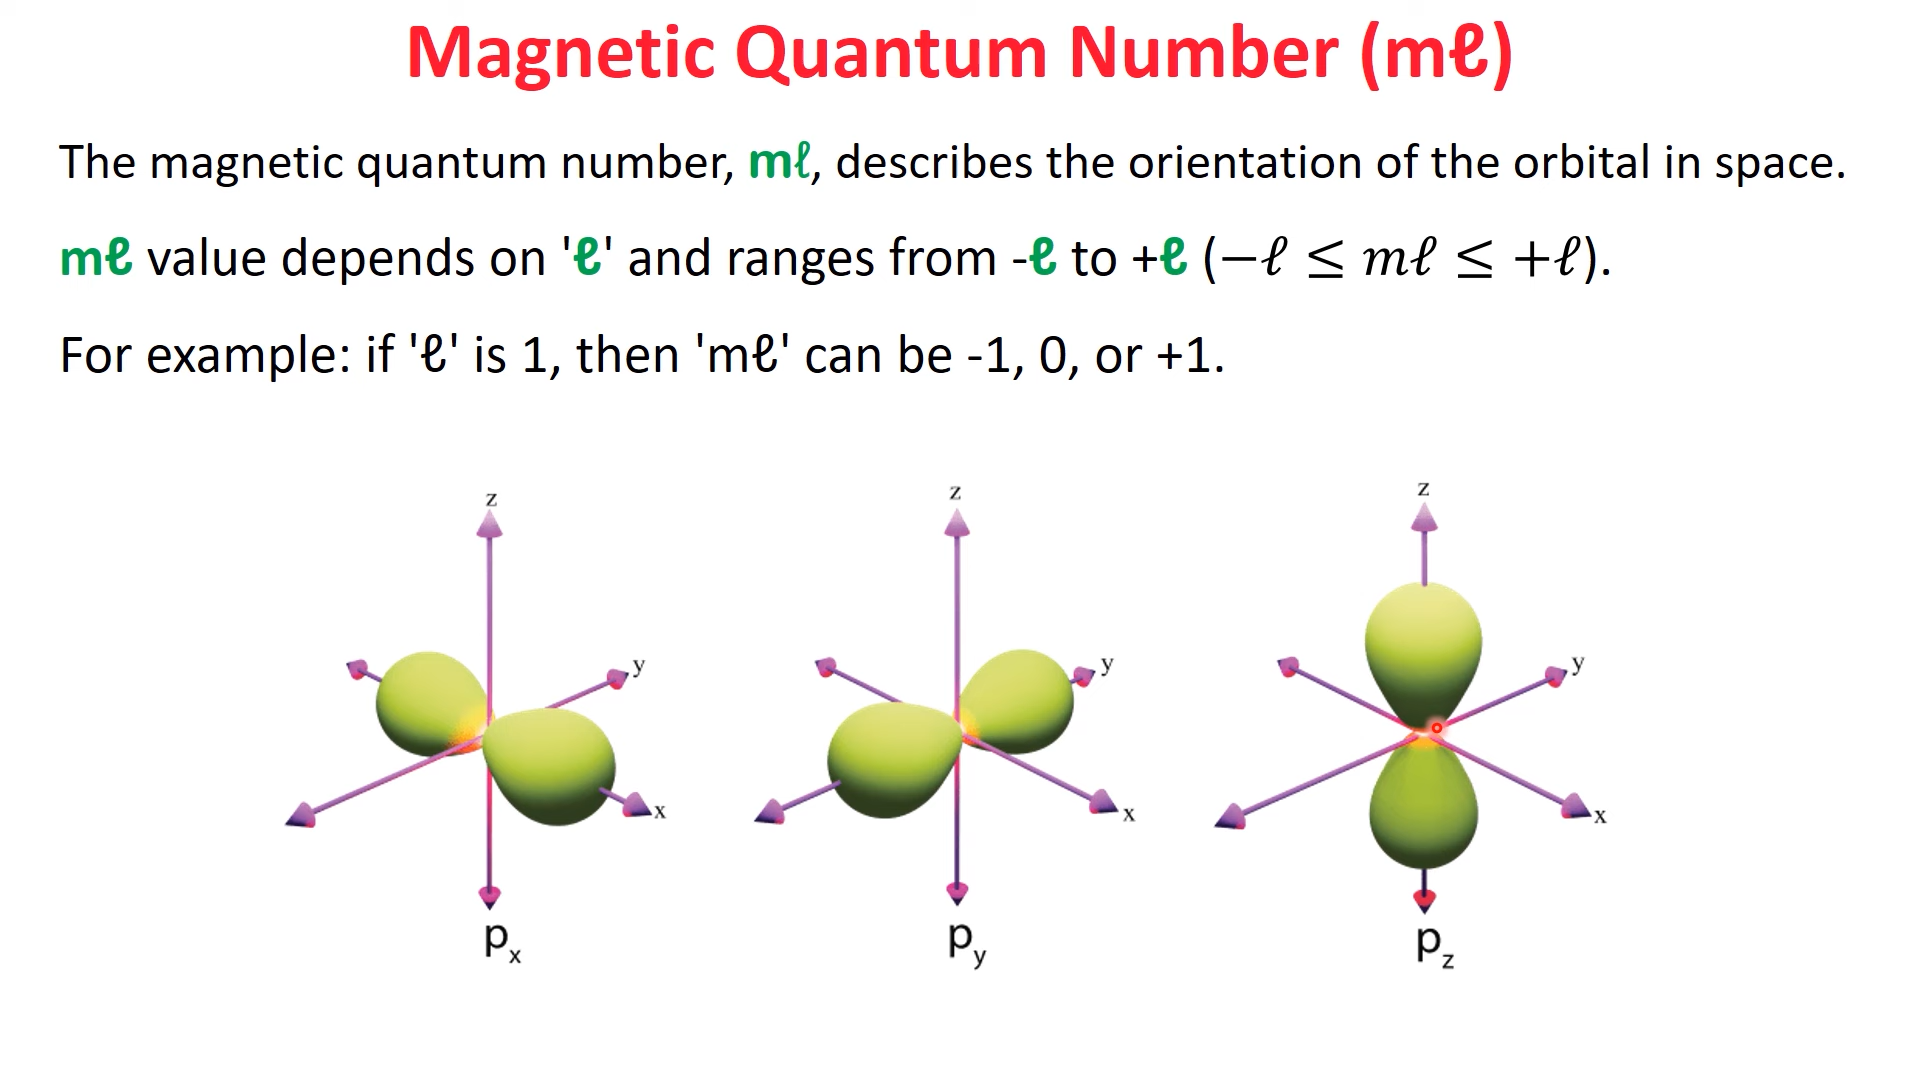 Magnetic Quantum Number (mℓ)
The magnetic quantum number, mℓ, describes the orientation of the orbital in space.
mℓ value depends on 'ℓ' and ranges from -ℓ to +ℓ (−ℓ ≤ mℓ ≤ +ℓ).
For example: if 'ℓ' is 1, then 'mℓ' can be -1, 0, or +1.
z z z
y y y
x x x
px py pz